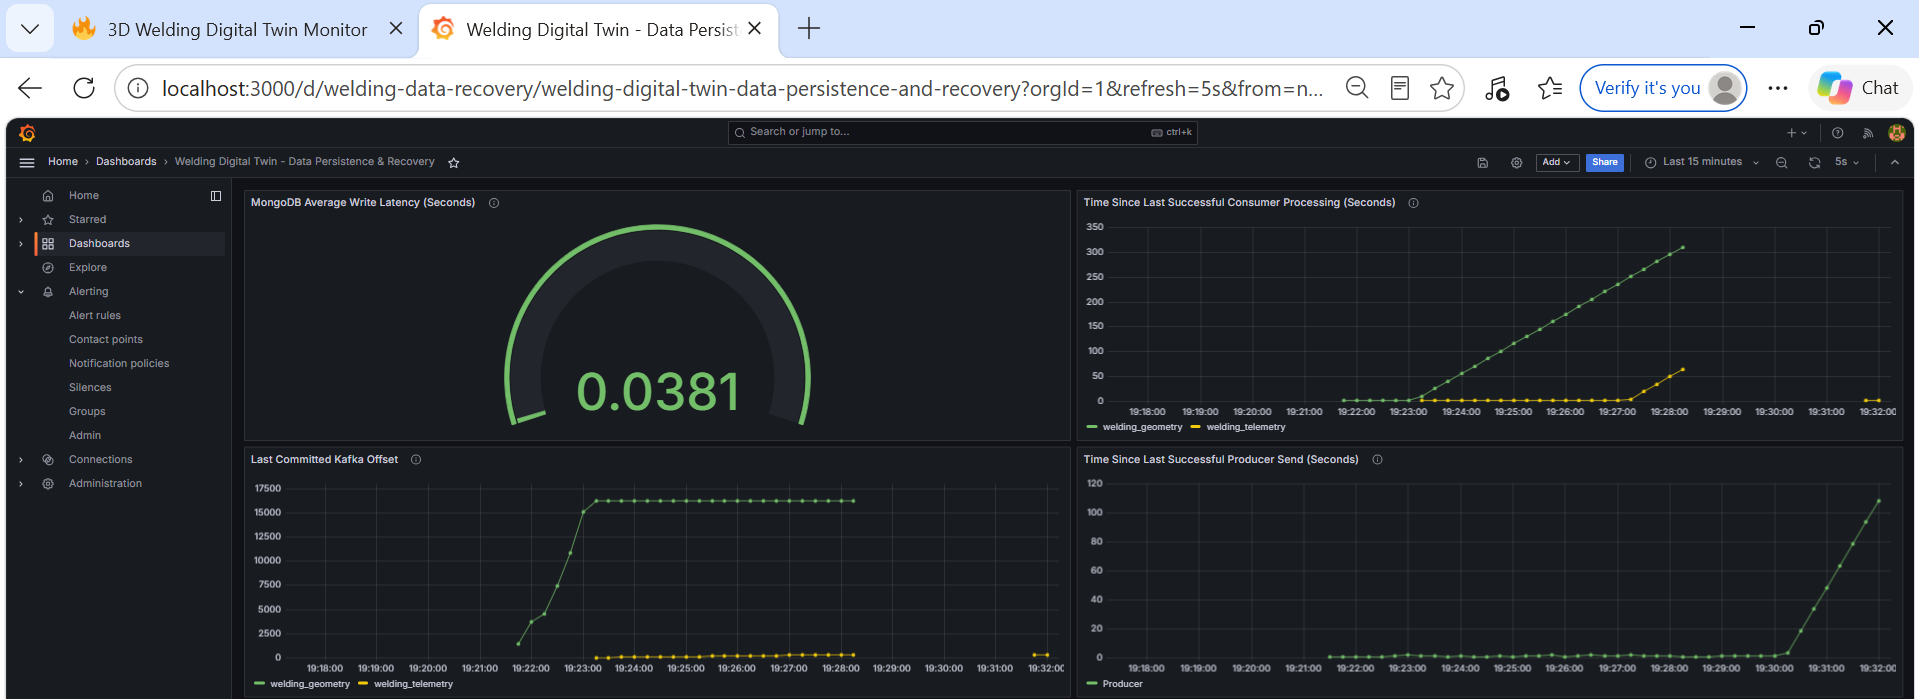 3D Welding Digital Twin Monitor
Welding Digital Twin - Data Persist
localhost:3000/d/welding-data-recovery/welding-digital-twin-data-persistence-and-recovery?orgId=1&refresh=5s&from=n...
Verify it's you
Chat
Search or jump to...
ctrl+k
Home › Dashboards › Welding Digital Twin - Data Persistence & Recovery
Add
Share
Last 15 minutes
5s
Home
Starred
Dashboards
Explore
Alerting
Alert rules
Contact points
Notification policies
Silences
Groups
Admin
Connections
Administration
MongoDB Average Write Latency (Seconds)
0.0381
Time Since Last Successful Consumer Processing (Seconds)
350
300
250
200
150
100
50
0
19:18:00 19:19:00 19:20:00 19:21:00 19:22:00 19:23:00 19:24:00 19:25:00 19:26:00 19:27:00 19:28:00 19:29:00 19:30:00 19:31:00 19:32:00
welding_geometry welding_telemetry
Last Committed Kafka Offset
17500
15000
12500
10000
7500
5000
2500
0
19:18:00 19:19:00 19:20:00 19:21:00 19:22:00 19:23:00 19:24:00 19:25:00 19:26:00 19:27:00 19:28:00 19:29:00 19:30:00 19:31:00 19:32:00
welding_geometry welding_telemetry
Time Since Last Successful Producer Send (Seconds)
120
100
80
60
40
20
0
19:18:00 19:19:00 19:20:00 19:21:00 19:22:00 19:23:00 19:24:00 19:25:00 19:26:00 19:27:00 19:28:00 19:29:00 19:30:00 19:31:00 19:32:00
Producer